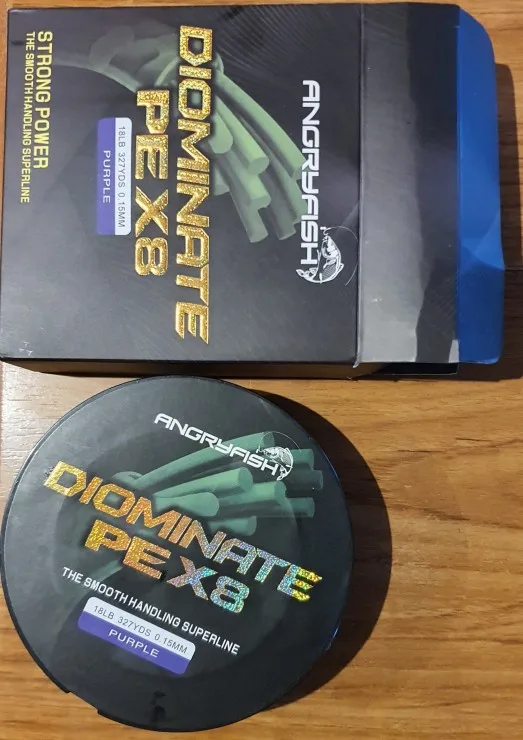 ANGRYFISH
DIOMINATE
PE X8
18LB 327YDS 0.15MM
PURPLE
STRONG POWER
THE SMOOTH HANDLING SUPERLINE
ANGRYFISH
DIOMINATE
PE X8
THE SMOOTH HANDLING SUPERLINE
18LB 327YDS 0.15MM
PURPLE